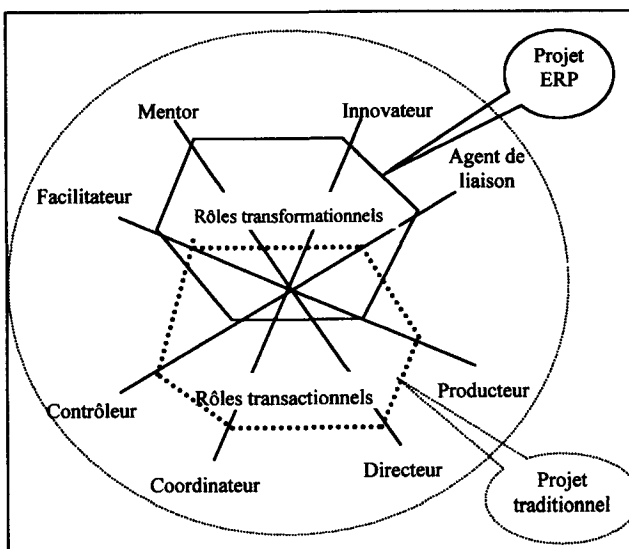 Projet
ERP
Mentor
Innovateur
Agent de
liaison
Facilitateur
Rôles transformationnels
Rôles transactionnels
Producteur
Contrôleur
Coordinateur
Directeur
Projet
traditionnel